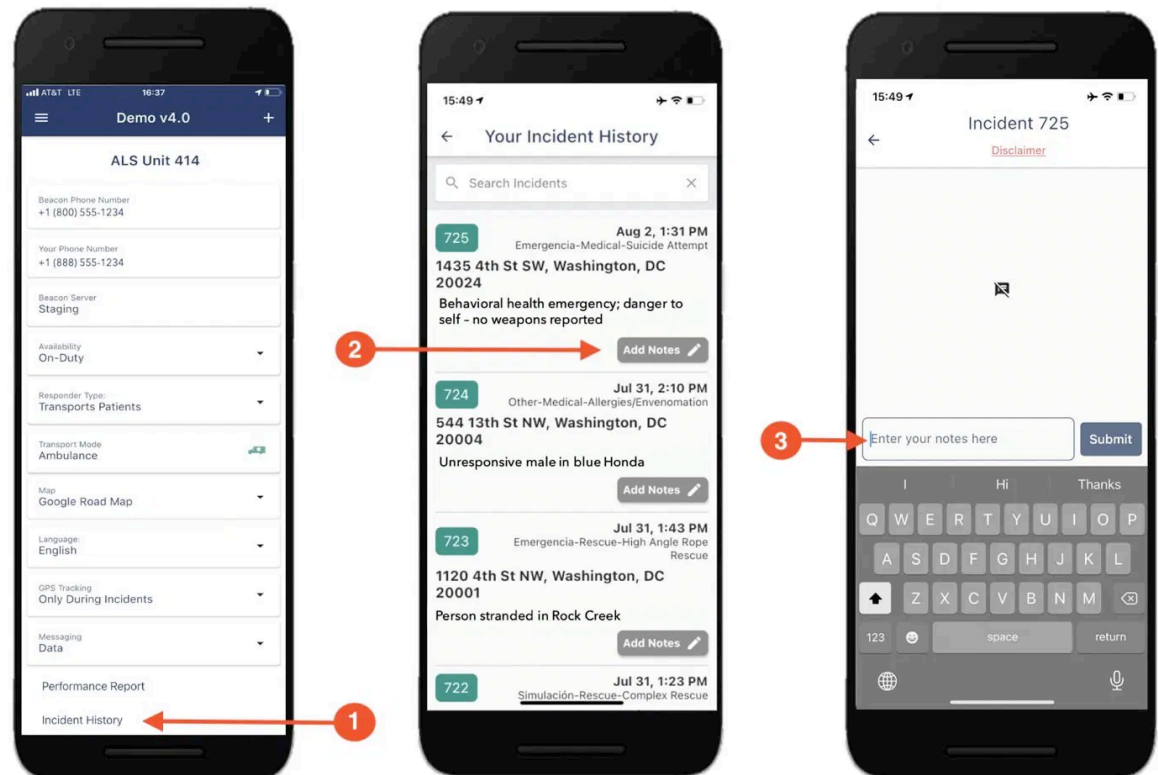 AT&T LTE 16:37
Demo v4.0 +
ALS Unit 414
Beacon Phone Number
+1 (800) 555-1234
Your Phone Number
+1 (888) 555-1234
Beacon Server
Staging
Availability
On-Duty
Responder Type:
Transports Patients
Transport Mode
Ambulance
Map
Google Road Map
Language:
English
GPS Tracking
Only During Incidents
Messaging
Data
Performance Report
Incident History
1
15:49
Your Incident History
Search Incidents
725 Aug 2, 1:31 PM
Emergencia-Medical-Suicide Attempt
1435 4th St SW, Washington, DC
20024
Behavioral health emergency; danger to
self – no weapons reported
2
Add Notes
724 Jul 31, 2:10 PM
Other-Medical-Allergies/Envenomation
544 13th St NW, Washington, DC
20004
Unresponsive male in blue Honda
Add Notes
723 Jul 31, 1:43 PM
Emergencia-Rescue-High Angle Rope
Rescue
1120 4th St NW, Washington, DC
20001
Person stranded in Rock Creek
Add Notes
722 Jul 31, 1:23 PM
Simulación-Rescue-Complex Rescue
15:49
Incident 725
Disclaimer
3
Enter your notes here Submit
I Hi Thanks
Q W E R T Y U I O P
A S D F G H J K L
Z X C V B N M
123 space return